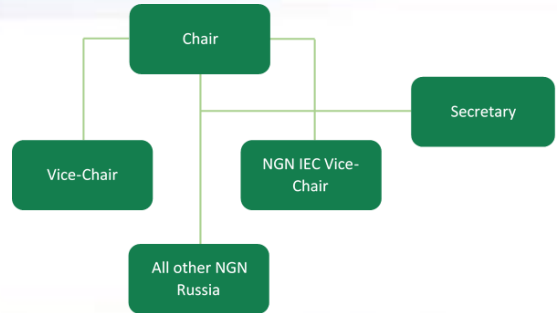 Chair
Secretary
Vice-Chair
NGN IEC Vice-
Chair
All other NGN
Russia